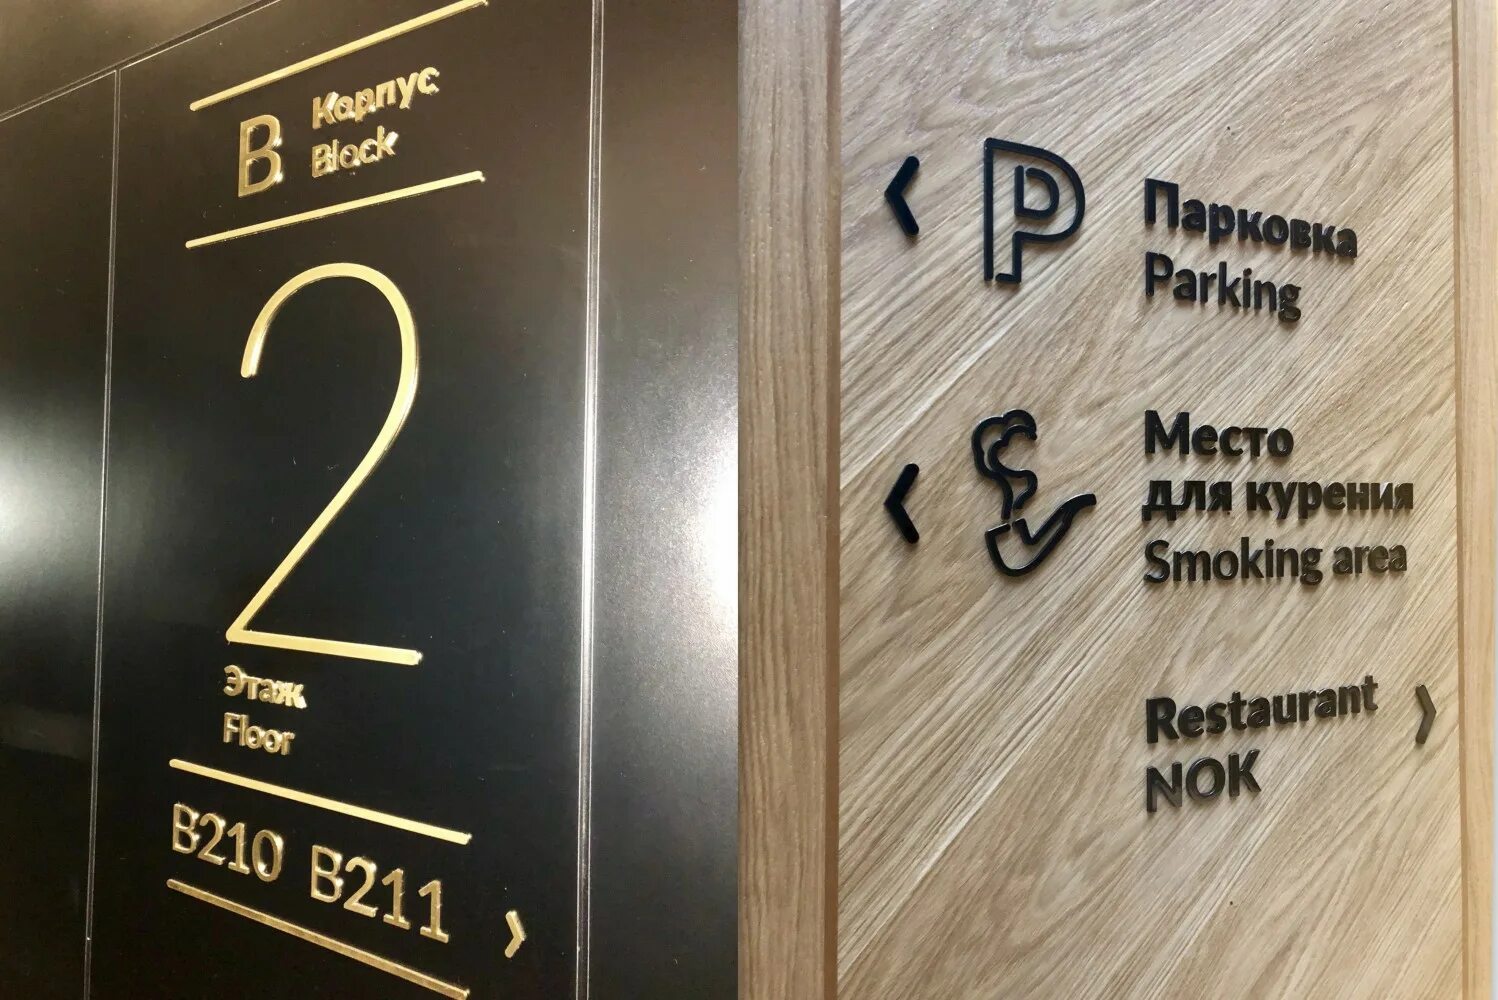 B Корпус
Block
2
Этаж
Floor
B210 B211
P Парковка
Parking
Место
для курения
Smoking area
Restaurant
NOK